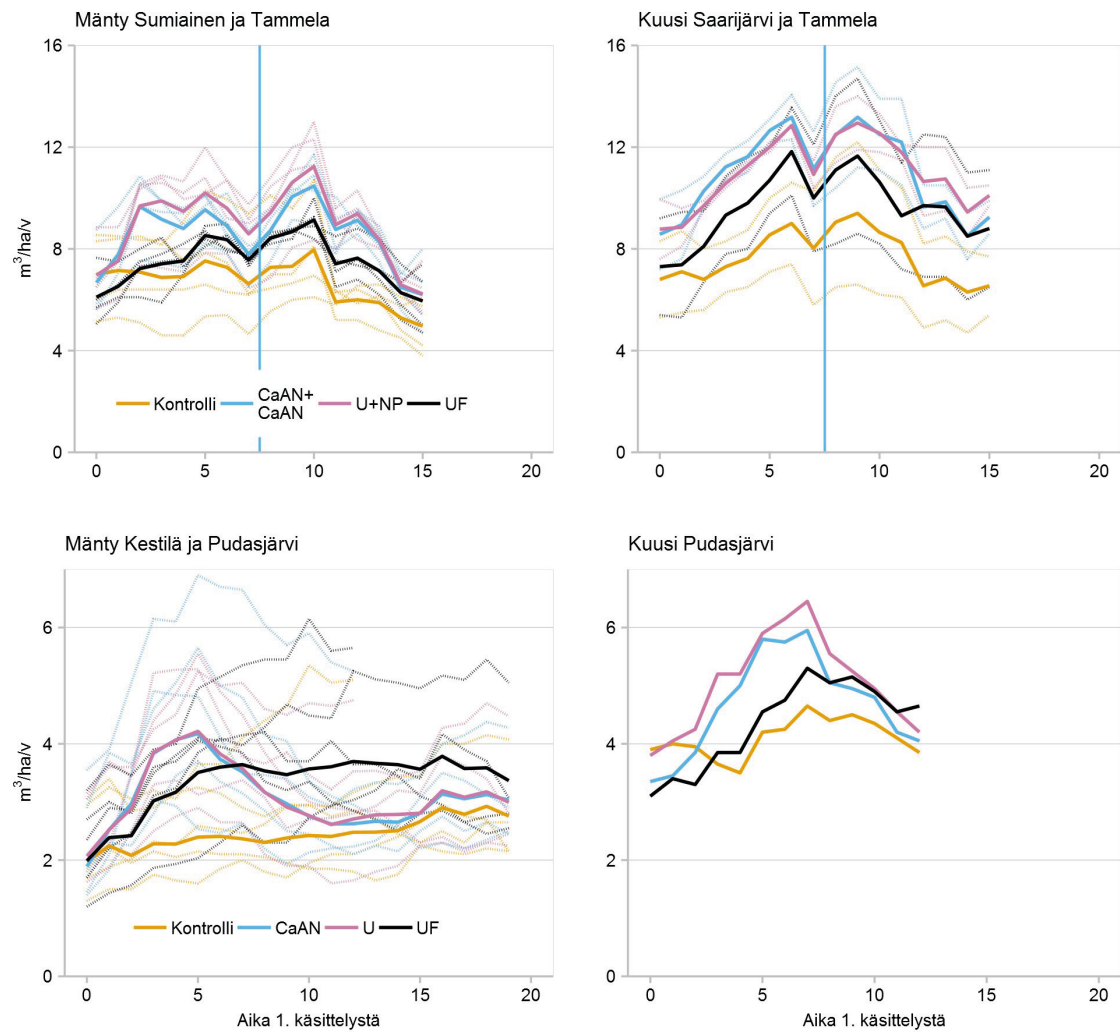 Mänty Sumiainen ja Tammela
Kuusi Saarijärvi ja Tammela
16
12
8
4
0
m³/ha/v
Kontrolli
CaAN+
CaAN
U+NP
UF
0
5
10
15
20
16
12
8
4
0
0
5
10
15
20
Mänty Kestilä ja Pudasjärvi
Kuusi Pudasjärvi
6
4
2
0
m³/ha/v
Kontrolli
CaAN
U
UF
0
5
10
15
20
Aika 1. käsittelystä
6
4
2
0
0
5
10
15
20
Aika 1. käsittelystä